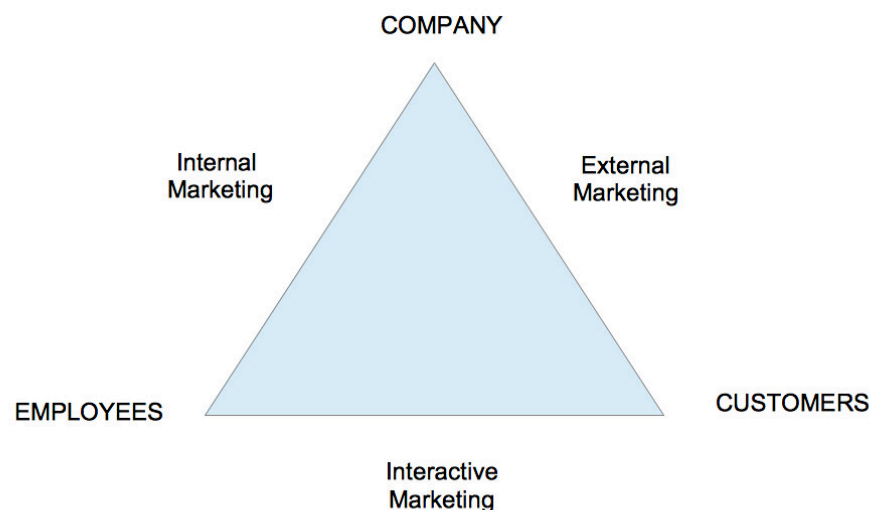 COMPANY
Internal
Marketing
External
Marketing
EMPLOYEES
CUSTOMERS
Interactive
Marketing